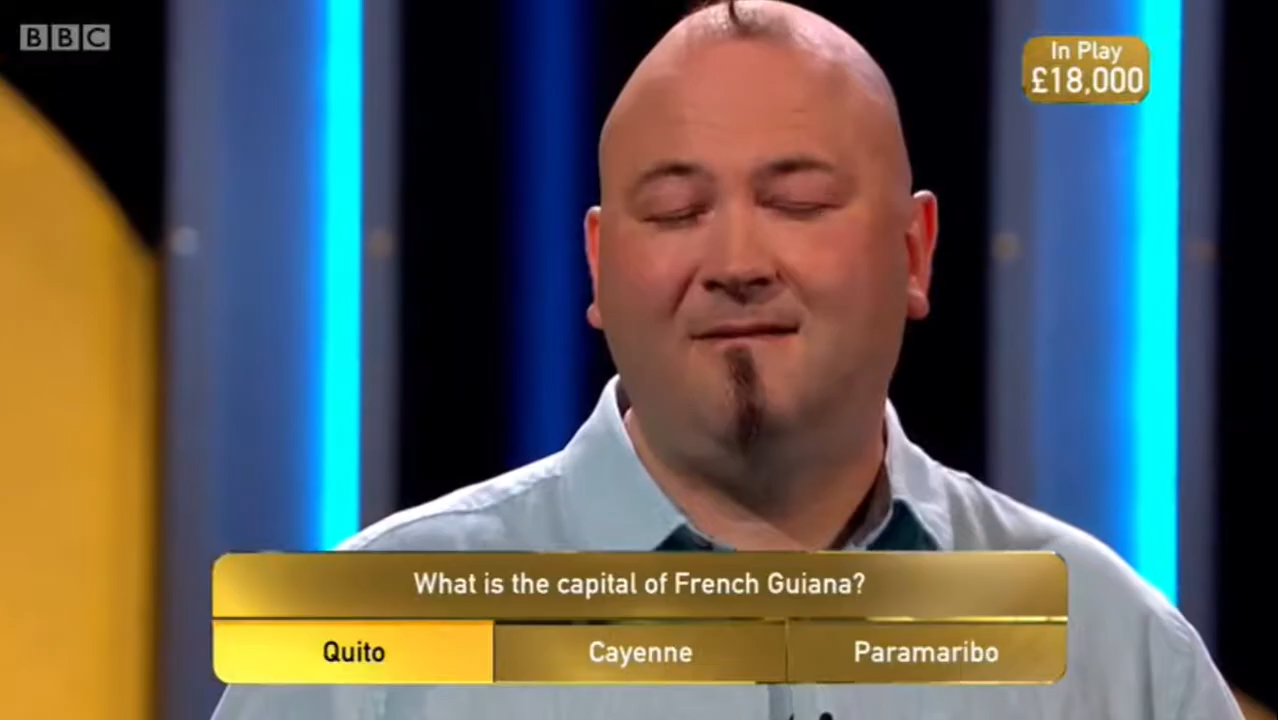 BBC
In Play
£18,000
What is the capital of French Guiana?
Quito
Cayenne
Paramaribo